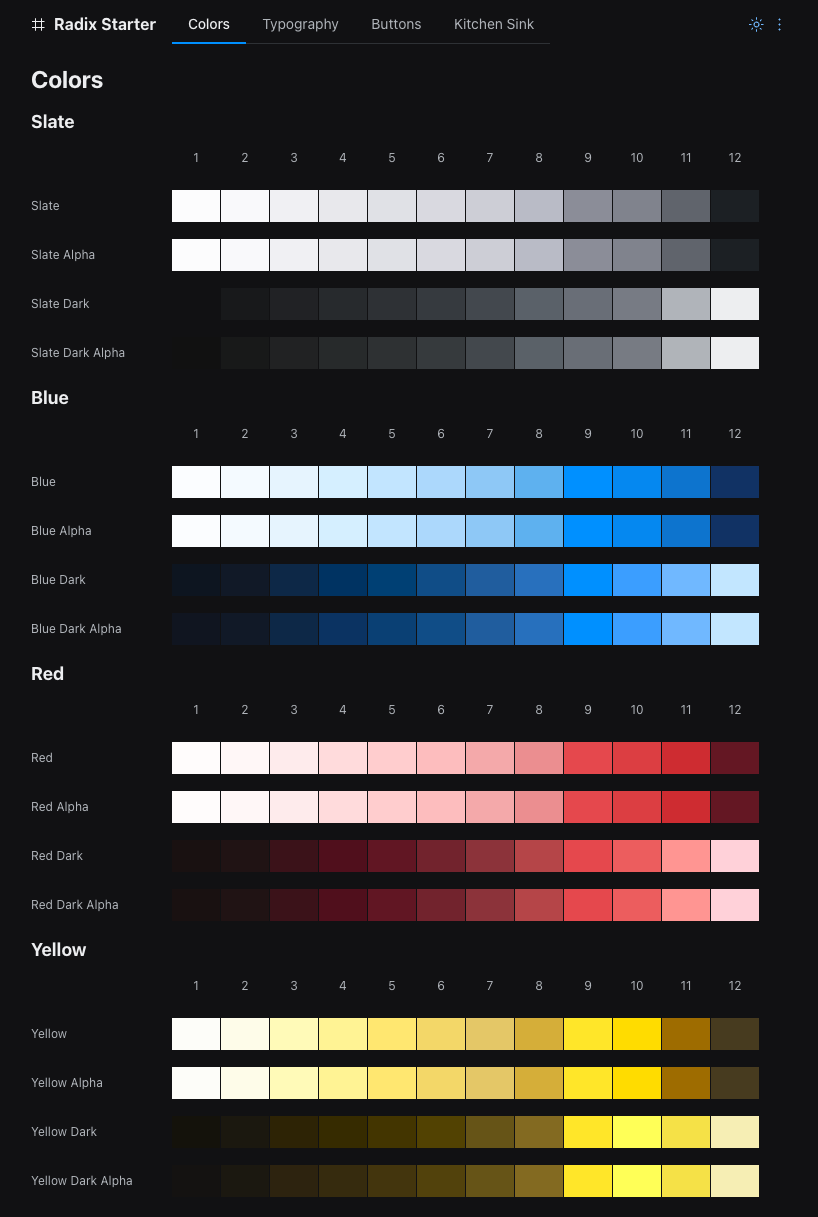 Radix Starter Colors Typography Buttons Kitchen Sink
Colors
Slate
1 2 3 4 5 6 7 8 9 10 11 12
Slate
Slate Alpha
Slate Dark
Slate Dark Alpha
Blue
1 2 3 4 5 6 7 8 9 10 11 12
Blue
Blue Alpha
Blue Dark
Blue Dark Alpha
Red
1 2 3 4 5 6 7 8 9 10 11 12
Red
Red Alpha
Red Dark
Red Dark Alpha
Yellow
1 2 3 4 5 6 7 8 9 10 11 12
Yellow
Yellow Alpha
Yellow Dark
Yellow Dark Alpha